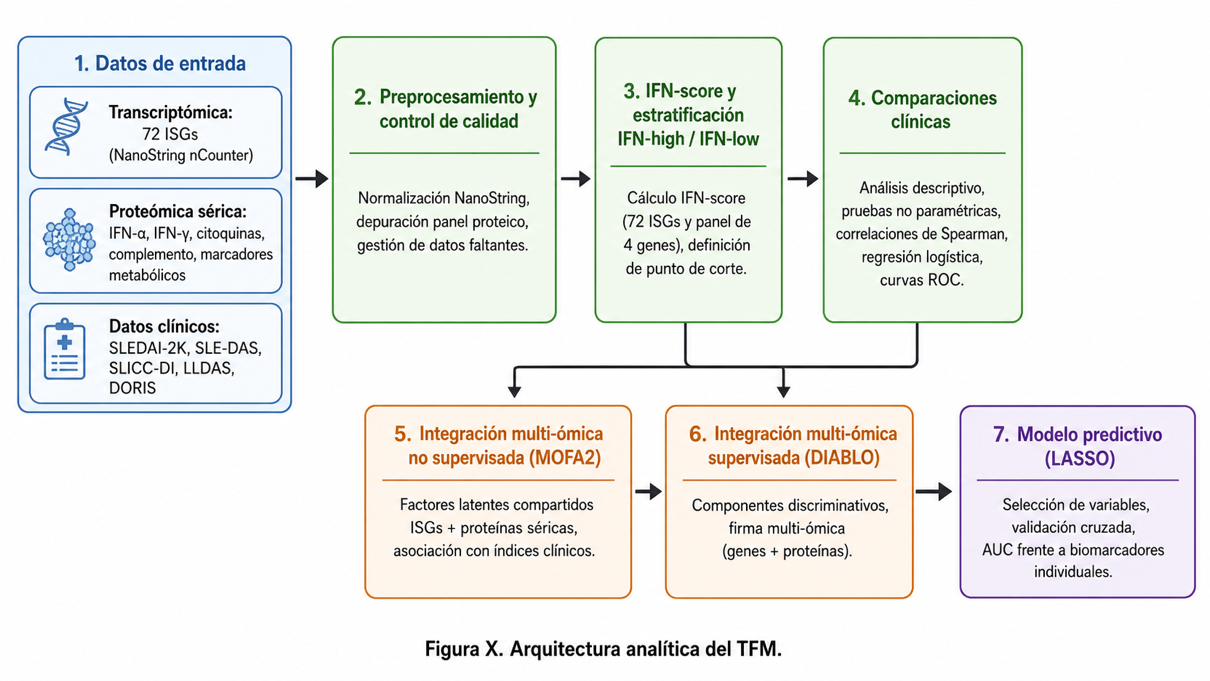 1. Datos de entrada
Transcriptómica:
72 ISGs
(NanoString nCounter)
Proteómica sérica:
IFN-α, IFN-γ, citoquinas,
complemento, marcadores
metabólicos
Datos clínicos:
SLEDAI-2K, SLE-DAS,
SLICC-DI, LLDAS,
DORIS
2. Preprocesamiento y
control de calidad
Normalización NanoString,
depuración panel proteico,
gestión de datos faltantes.
3. IFN-score y
estratificación
IFN-high / IFN-low
Cálculo IFN-score
(72 ISGs y panel de
4 genes), definición
de punto de corte.
4. Comparaciones
clínicas
Análisis descriptivo,
pruebas no paramétricas,
correlaciones de Spearman,
regresión logística,
curvas ROC.
5. Integración multi-ómica
no supervisada (MOFA2)
Factores latentes compartidos
ISGs + proteínas séricas,
asociación con índices clínicos.
6. Integración multi-ómica
supervisada (DIABLO)
Componentes discriminativos,
firma multi-ómica
(genes + proteínas).
7. Modelo predictivo
(LASSO)
Selección de variables,
validación cruzada,
AUC frente a biomarcadores
individuales.
Figura X. Arquitectura analítica del TFM.